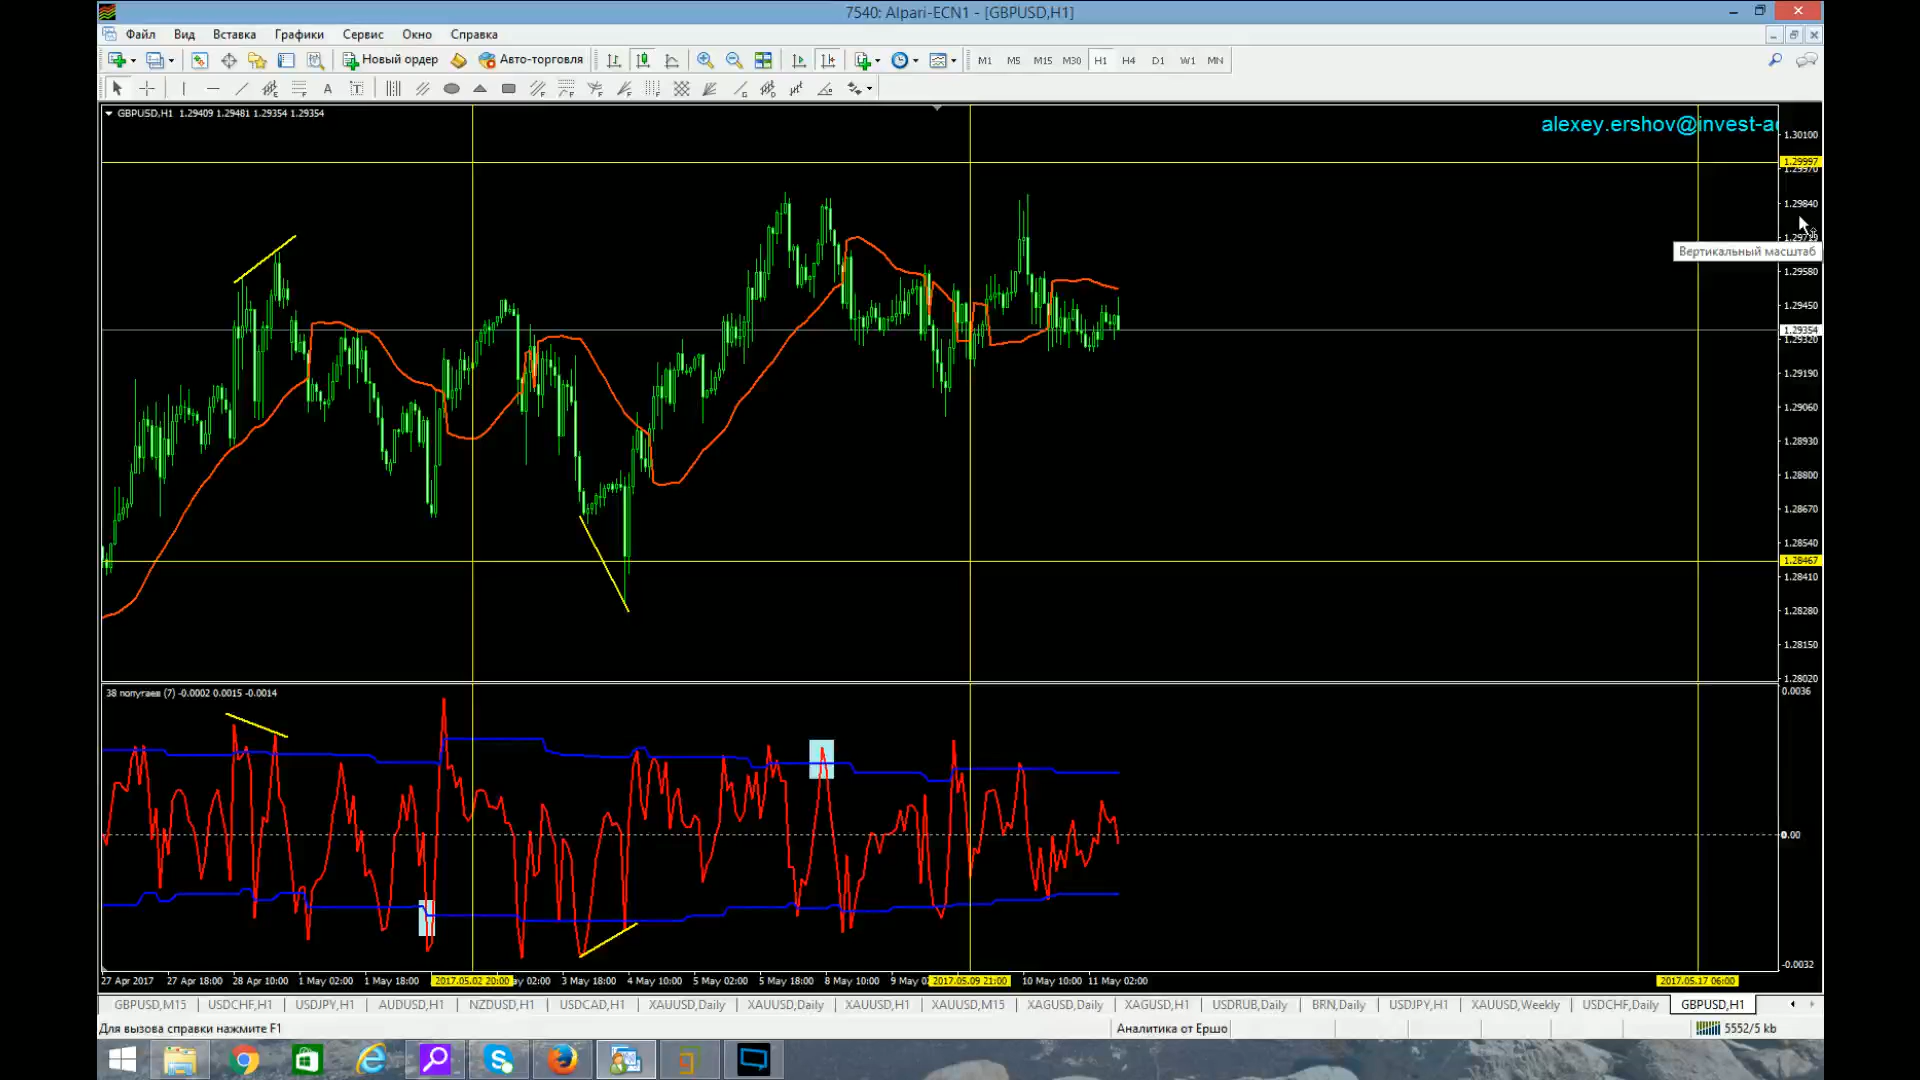 7540: Alpari-ECN1 - [GBPUSD,H1]
Файл Вид Вставка Графики Сервис Окно Справка
Новый ордер Авто-торговля M1 M5 M15 M30 H1 H4 D1 W1 MN
A T
GBPUSD,H1 1.29409 1.29481 1.29354 1.29354
alexey.ershov@invest-a
1.30100
1.29997
1.29970
1.29840
Вертикальный масштаб
1.29580
1.29450
1.29354
1.29320
1.29190
1.29060
1.28930
1.28800
1.28670
1.28540
1.28467
1.28410
1.28280
1.28150
1.28020
38 попугаев (7) -0.0002 0.0015 -0.0014
0.0036
0.00
-0.0032
27 Apr 2017 27 Apr 18:00 28 Apr 10:00 1 May 02:00 1 May 18:00 2017.05.02 20:00 02:00 3 May 18:00 4 May 10:00 5 May 02:00 5 May 18:00 8 May 10:00 9 May 2017.05.09 21:00 10 May 10:00 11 May 02:00 2017.05.17 06:00
GBPUSD,M15 USDCHF,H1 USDJPY,H1 AUDUSD,H1 NZDUSD,H1 USDCAD,H1 XAUUSD,Daily XAUUSD,Daily XAUUSD,H1 XAUUSD,M15 XAGUSD,Daily XAGUSD,H1 USDRUB,Daily BRN,Daily USDJPY,H1 XAUUSD,Weekly USDCHF,Daily GBPUSD,H1
Для вызова справки нажмите F1 Аналитика от Ершо 5552/5 kb